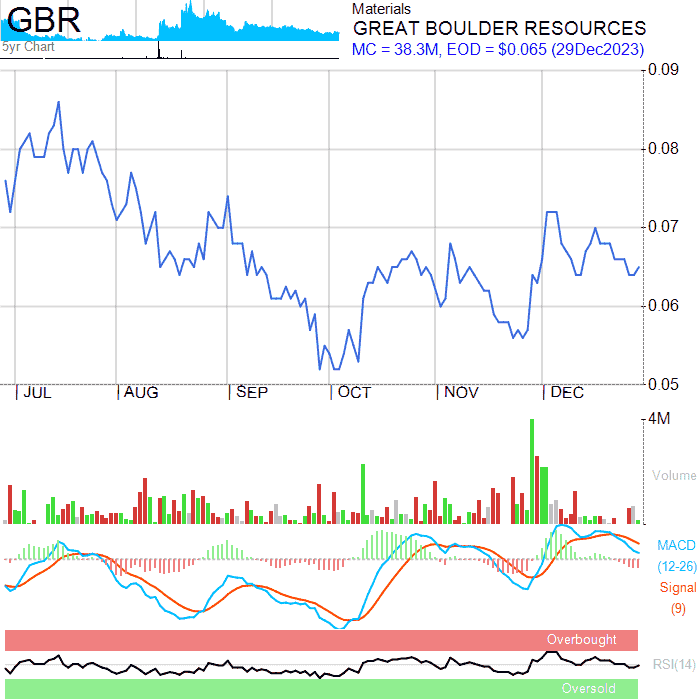 GBR
5yr Chart
Materials
GREAT BOULDER RESOURCES
MC = 38.3M, EOD = $0.065 (29Dec2023)
0.09
0.08
0.07
0.06
0.05
JUL AUG SEP OCT NOV DEC
4M
Volume
MACD
(12-26)
Signal
(9)
Overbought
RSI(14)
Oversold